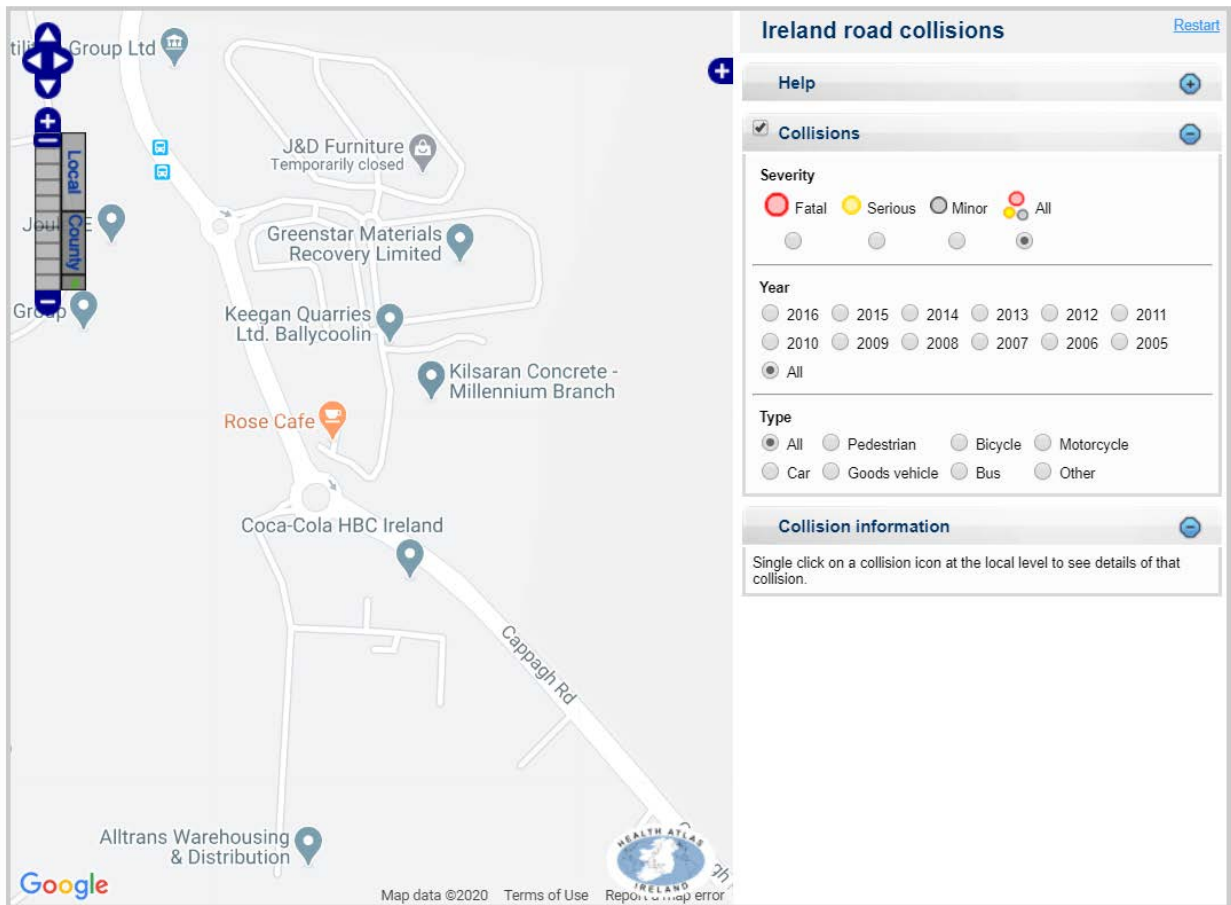 Group Ltd
J&D Furniture
Temporarily closed
Local
County
Greenstar Materials
Recovery Limited
Group
Keegan Quarries
Ltd. Ballycoolin
Kilsaran Concrete -
Millennium Branch
Rose Cafe
Coca-Cola HBC Ireland
Cappagh Rd
Alltrans Warehousing
& Distribution
HEALTH ATLAS
IRELAND
Google
Map data ©2020 Terms of Use Report a map error
Ireland road collisions
Restart
Help
Collisions
Severity
Fatal Serious Minor All
Year
2016 2015 2014 2013 2012 2011
2010 2009 2008 2007 2006 2005
All
Type
All Pedestrian Bicycle Motorcycle
Car Goods vehicle Bus Other
Collision information
Single click on a collision icon at the local level to see details of that
collision.